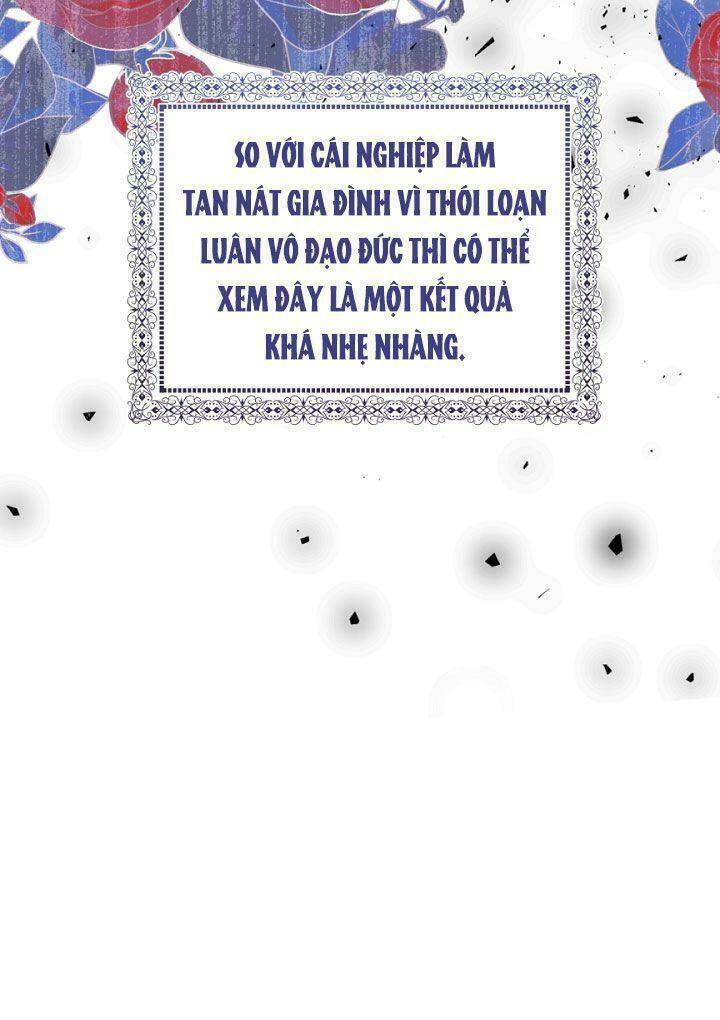 SO VỚI CÁI NGHIỆP LÀM
TAN NÁT GIA ĐÌNH VÌ THÓI LOẠN
LUÂN VÔ ĐẠO ĐỨC THÌ CÓ THỂ
XEM ĐÂY LÀ MỘT KẾT QUẢ
KHÁ NHẸ NHÀNG.